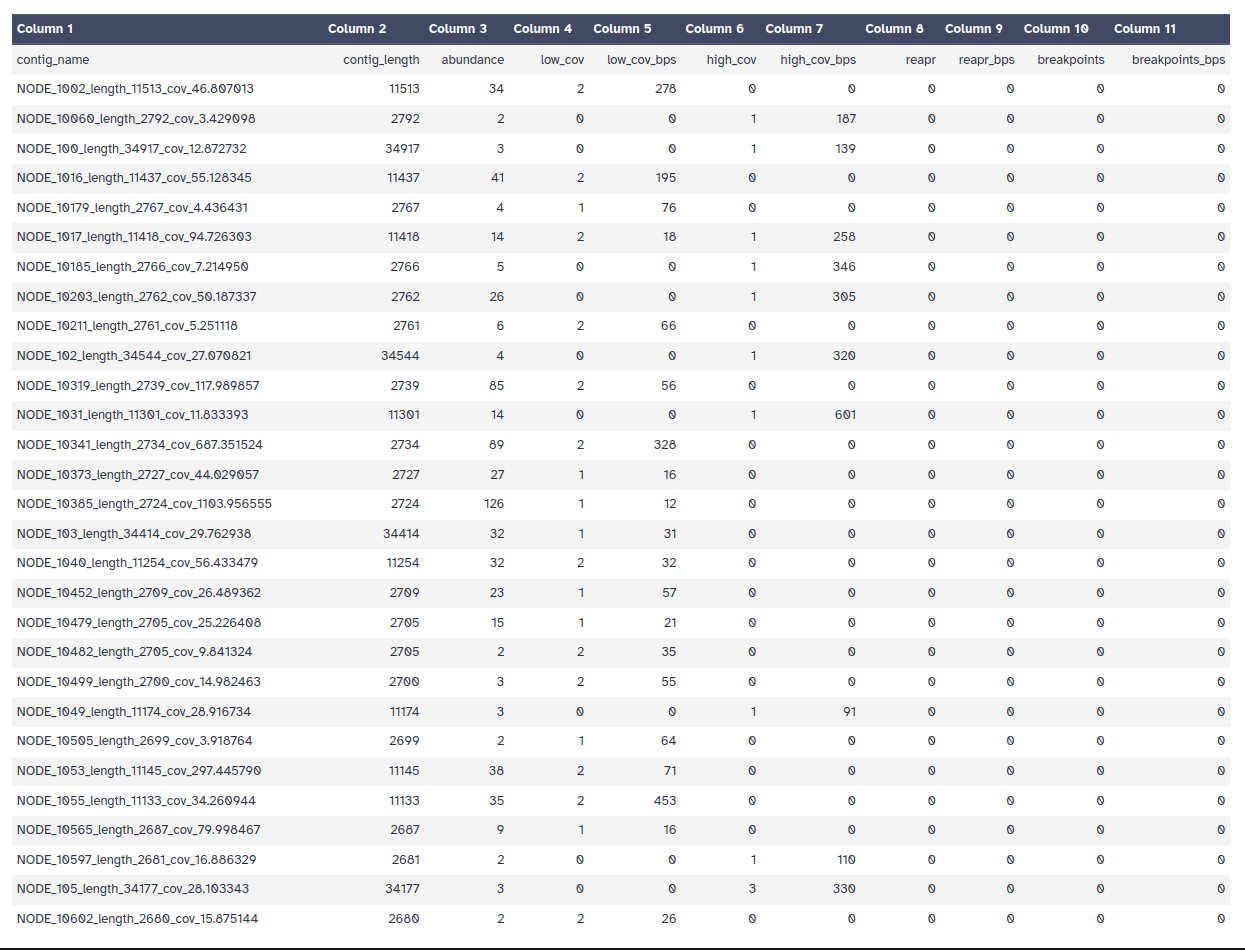 Column 1 Column 2 Column 3 Column 4 Column 5 Column 6 Column 7 Column 8 Column 9 Column 10 Column 11
contig_name contig_length abundance low_cov low_cov_bps high_cov high_cov_bps reapr reapr_bps breakpoints breakpoints_bps
NODE_1002_length_11513_cov_46.807013 11513 34 2 278 0 0 0 0 0 0
NODE_10060_length_2792_cov_3.429098 2792 2 0 0 1 187 0 0 0 0
NODE_100_length_34917_cov_12.872732 34917 3 0 0 1 139 0 0 0 0
NODE_1016_length_11437_cov_55.128345 11437 41 2 195 0 0 0 0 0 0
NODE_10179_length_2767_cov_4.436431 2767 4 1 76 0 0 0 0 0 0
NODE_1017_length_11418_cov_94.726303 11418 14 2 18 1 258 0 0 0 0
NODE_10185_length_2766_cov_7.214950 2766 5 0 0 1 346 0 0 0 0
NODE_10203_length_2762_cov_50.187337 2762 26 0 0 1 305 0 0 0 0
NODE_10211_length_2761_cov_5.251118 2761 6 2 66 0 0 0 0 0 0
NODE_102_length_34544_cov_27.070821 34544 4 0 0 1 320 0 0 0 0
NODE_10319_length_2739_cov_117.989857 2739 85 2 56 0 0 0 0 0 0
NODE_1031_length_11301_cov_11.833393 11301 14 0 0 1 601 0 0 0 0
NODE_10341_length_2734_cov_687.351524 2734 89 2 328 0 0 0 0 0 0
NODE_10373_length_2727_cov_44.029057 2727 27 1 16 0 0 0 0 0 0
NODE_10385_length_2724_cov_1103.956555 2724 126 1 12 0 0 0 0 0 0
NODE_103_length_34414_cov_29.762938 34414 32 1 31 0 0 0 0 0 0
NODE_1040_length_11254_cov_56.433479 11254 32 2 32 0 0 0 0 0 0
NODE_10452_length_2709_cov_26.489362 2709 23 1 57 0 0 0 0 0 0
NODE_10479_length_2705_cov_25.226408 2705 15 1 21 0 0 0 0 0 0
NODE_10482_length_2705_cov_9.841324 2705 2 2 35 0 0 0 0 0 0
NODE_10499_length_2700_cov_14.982463 2700 3 2 55 0 0 0 0 0 0
NODE_1049_length_11174_cov_28.916734 11174 3 0 0 1 91 0 0 0 0
NODE_10505_length_2699_cov_3.918764 2699 2 1 64 0 0 0 0 0 0
NODE_1053_length_11145_cov_297.445790 11145 38 2 71 0 0 0 0 0 0
NODE_1055_length_11133_cov_34.260944 11133 35 2 453 0 0 0 0 0 0
NODE_10565_length_2687_cov_79.998467 2687 9 1 16 0 0 0 0 0 0
NODE_10597_length_2681_cov_16.886329 2681 2 0 0 1 110 0 0 0 0
NODE_105_length_34177_cov_28.103343 34177 3 0 0 3 330 0 0 0 0
NODE_10602_length_2680_cov_15.875144 2680 2 2 26 0 0 0 0 0 0